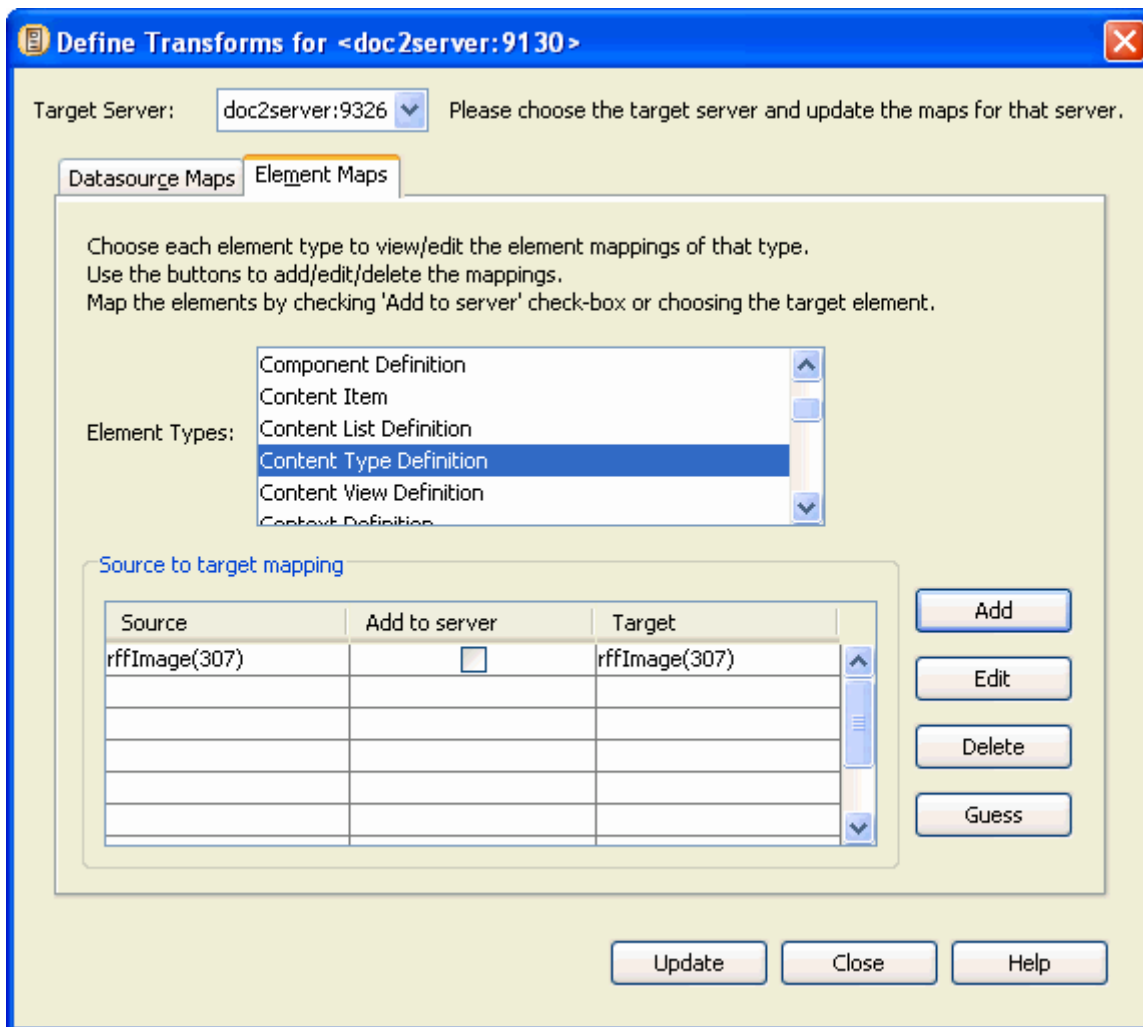 Define Transforms for <doc2server:9130>
Target Server: doc2server:9326 Please choose the target server and update the maps for that server.
Datasource Maps Element Maps
Choose each element type to view/edit the element mappings of that type.
Use the buttons to add/edit/delete the mappings.
Map the elements by checking 'Add to server' check-box or choosing the target element.
Component Definition
Content Item
Element Types: Content List Definition
Content Type Definition
Content View Definition
Context Definition
Source to target mapping
Source Add to server Target
rffImage(307) rffImage(307)
Add
Edit
Delete
Guess
Update Close Help